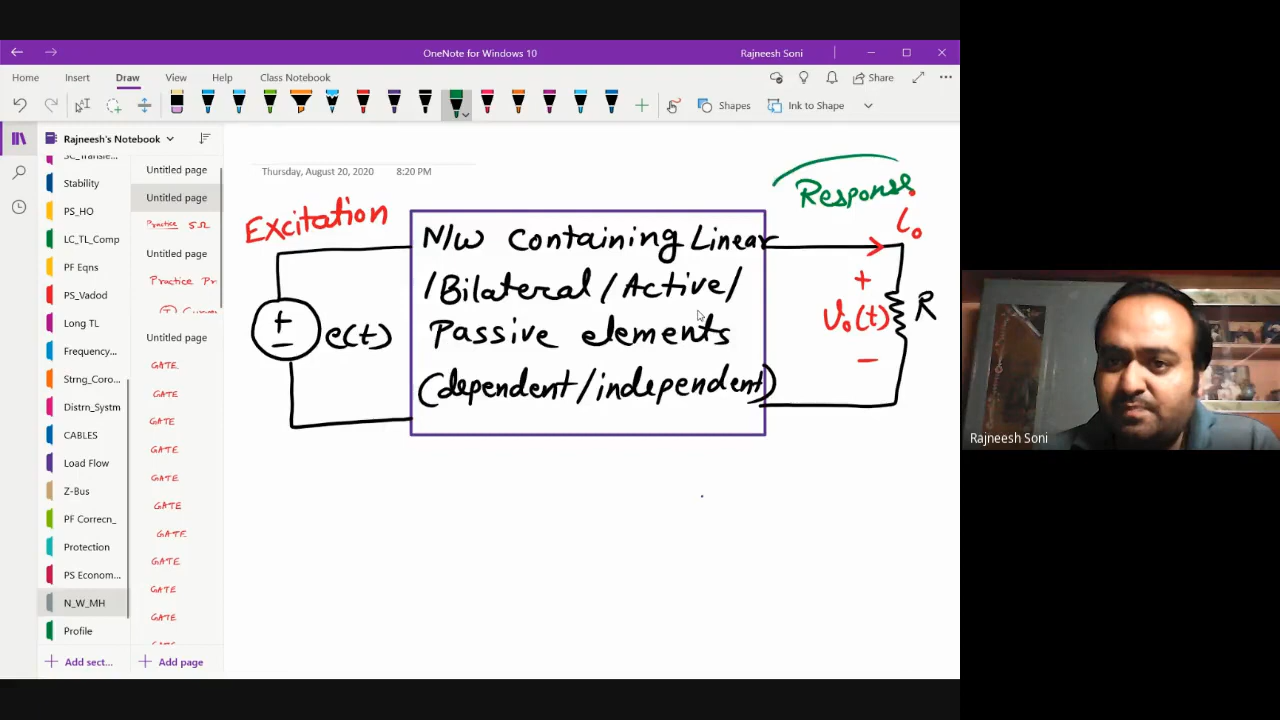 OneNote for Windows 10
Rajneesh Soni
Home Insert Draw View Help Class Notebook
Share
Shapes
Ink to Shape
Rajneesh's Notebook
Stability
PS_HO
LC_TL_Comp
PF Eqns
PS_Vadod
Long TL
Frequency...
Strng_Coro...
Distrn_Systm
CABLES
Load Flow
Z-Bus
PF Correcn_
Protection
PS Econom...
N_W_MH
Profile
Add sect...
Untitled page
Untitled page
Practice 5Ω
Untitled page
Practice Pr
Untitled page
GATE
GATE
GATE
GATE
GATE
GATE
GATE
GATE
GATE
GATE
Add page
Thursday, August 20, 2020 8:20 PM
Excitation
+
−
e(t)
N/W Containing Linear
/Bilateral/Active/
Passive elements
(dependent/independent)
Response
i₀
+
v₀(t)
−
R
Rajneesh Soni